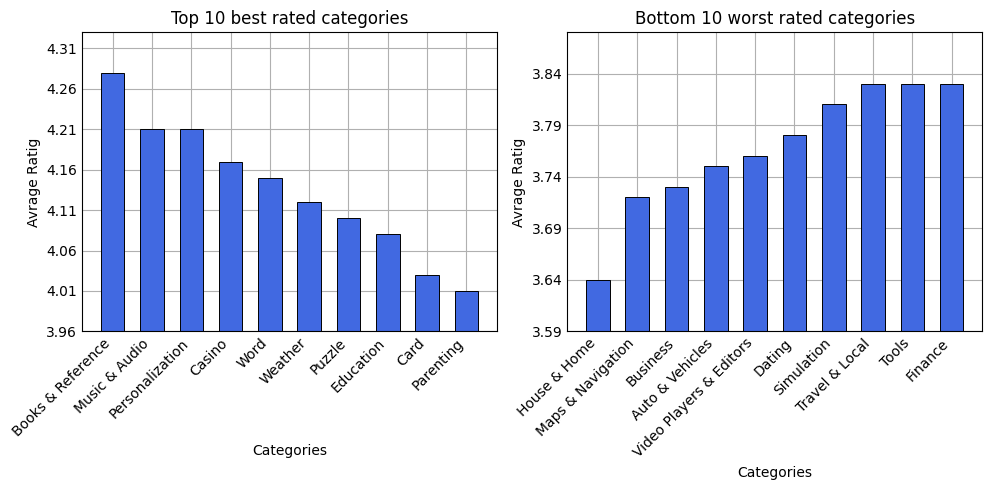 Top 10 best rated categories
Avrage Ratig
4.31
4.26
4.21
4.16
4.11
4.06
4.01
3.96
Books & Reference
Music & Audio
Personalization
Casino
Word
Weather
Puzzle
Education
Card
Parenting
Categories
Bottom 10 worst rated categories
Avrage Ratig
3.84
3.79
3.74
3.69
3.64
3.59
House & Home
Maps & Navigation
Business
Auto & Vehicles
Video Players & Editors
Dating
Simulation
Travel & Local
Tools
Finance
Categories